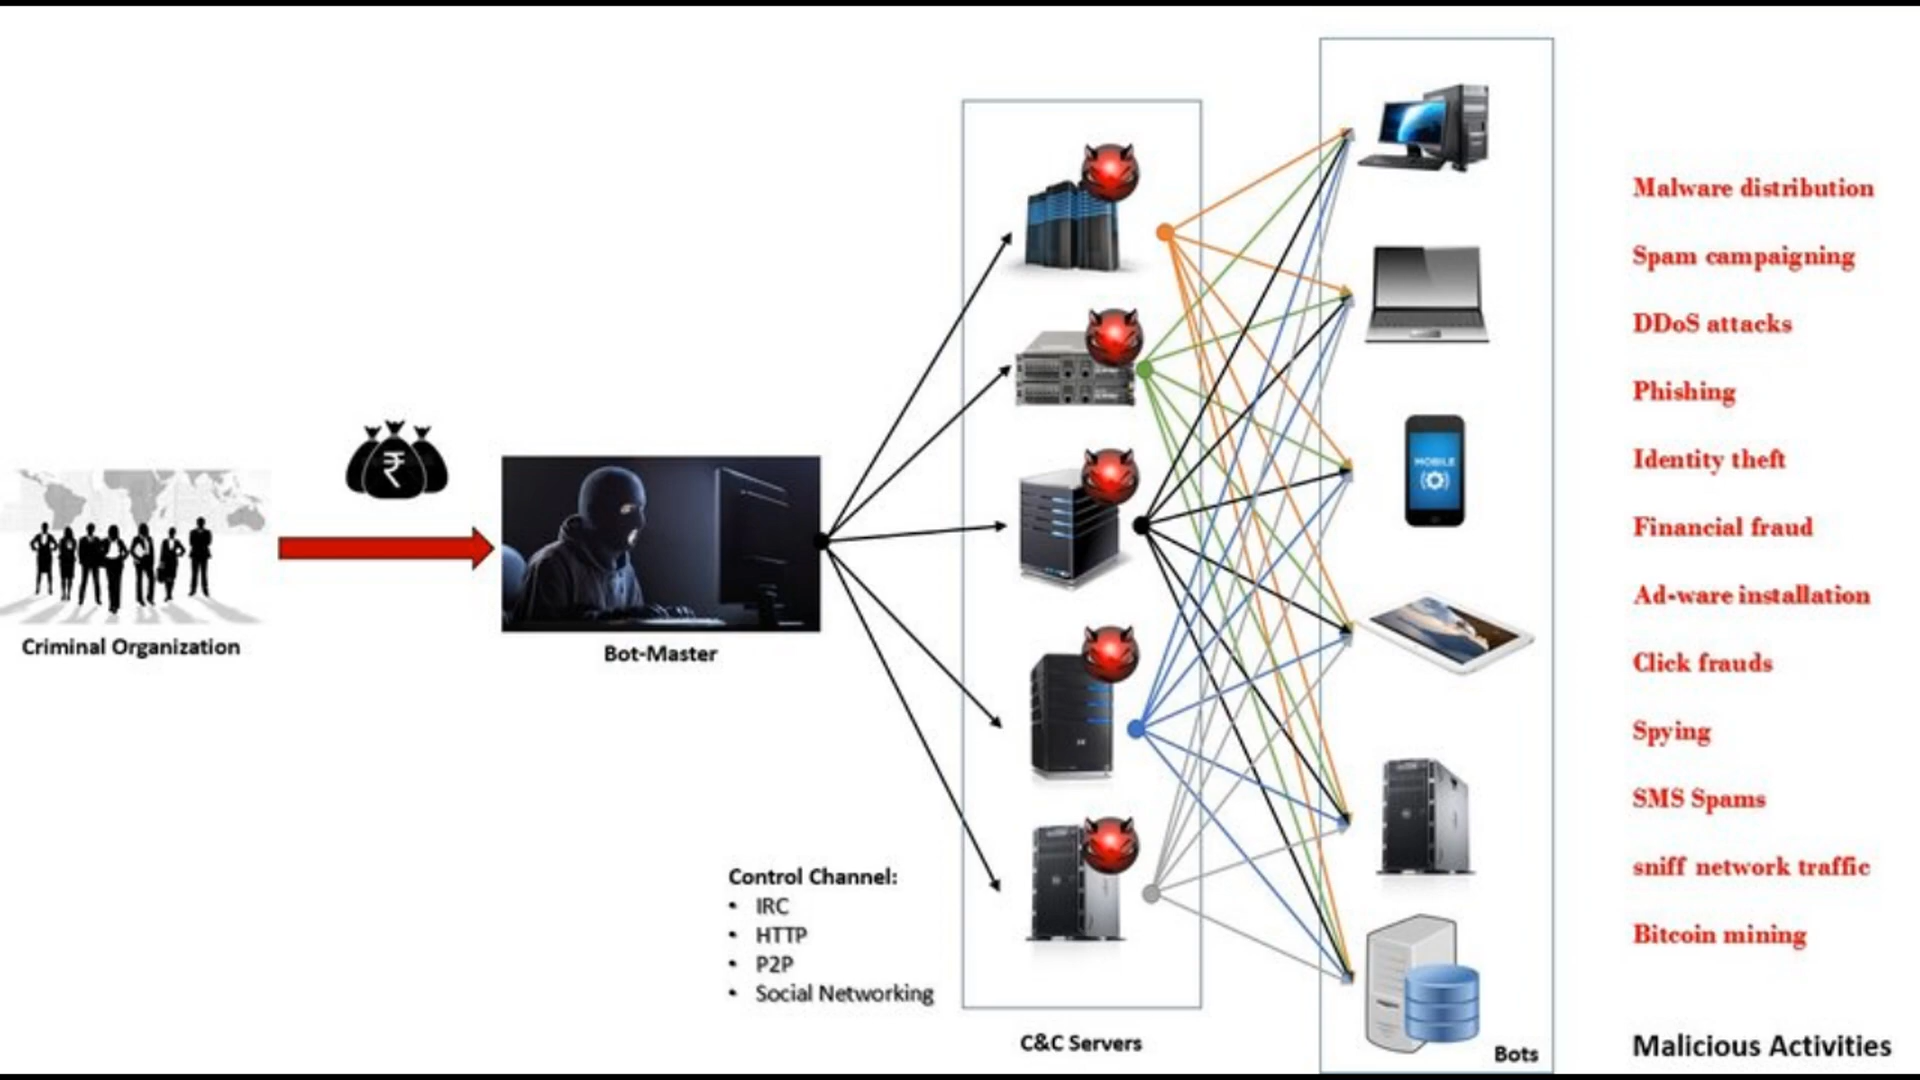 ₹
Criminal Organization
Bot-Master
Control Channel:
• IRC
• HTTP
• P2P
• Social Networking
C&C Servers
MOBILE
Bots
Malware distribution
Spam campaigning
DDoS attacks
Phishing
Identity theft
Financial fraud
Ad-ware installation
Click frauds
Spying
SMS Spams
sniff network traffic
Bitcoin mining
Malicious Activities